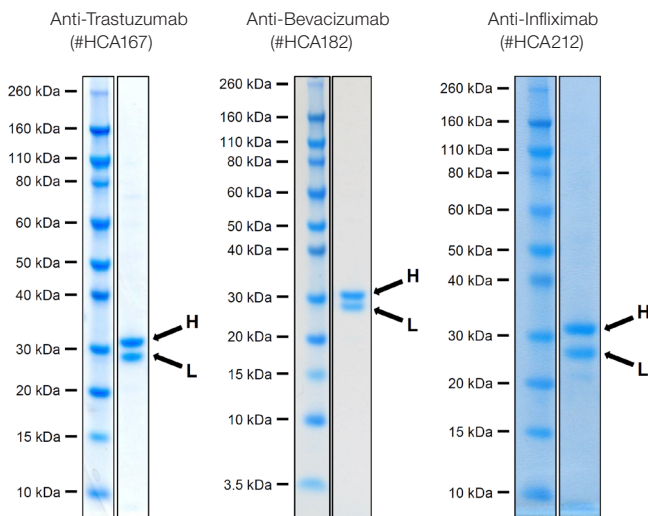 Anti-Trastuzumab
(#HCA167)
260 kDa
160 kDa
110 kDa
80 kDa
60 kDa
50 kDa
40 kDa
30 kDa
20 kDa
15 kDa
10 kDa
H
L
Anti-Bevacizumab
(#HCA182)
260 kDa
160 kDa
110 kDa
80 kDa
60 kDa
50 kDa
40 kDa
30 kDa
20 kDa
15 kDa
10 kDa
3.5 kDa
H
L
Anti-Infliximab
(#HCA212)
260 kDa
160 kDa
110 kDa
80 kDa
60 kDa
50 kDa
40 kDa
30 kDa
20 kDa
15 kDa
10 kDa
H
L